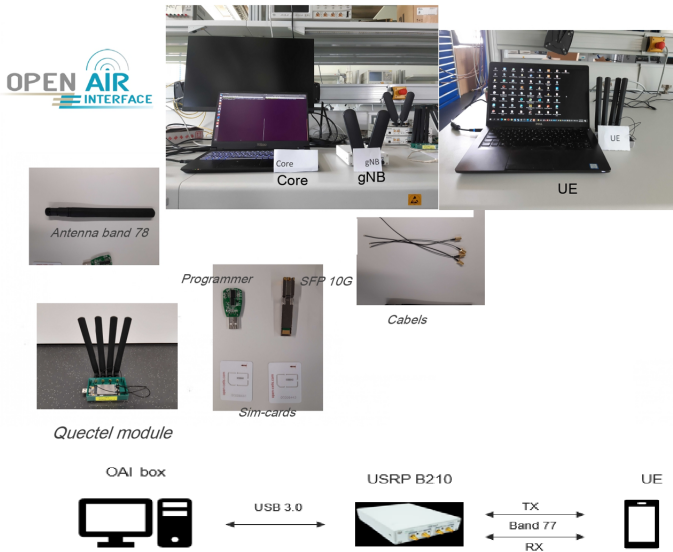 OPEN AIR
INTERFACE
Core
gNB
UE
Core
gNB
UE
Antenna band 78
Programmer
SFP 10G
Cabels
Sim-cards
Quectel module
OAI box
USRP B210
UE
USB 3.0
TX
Band 77
RX